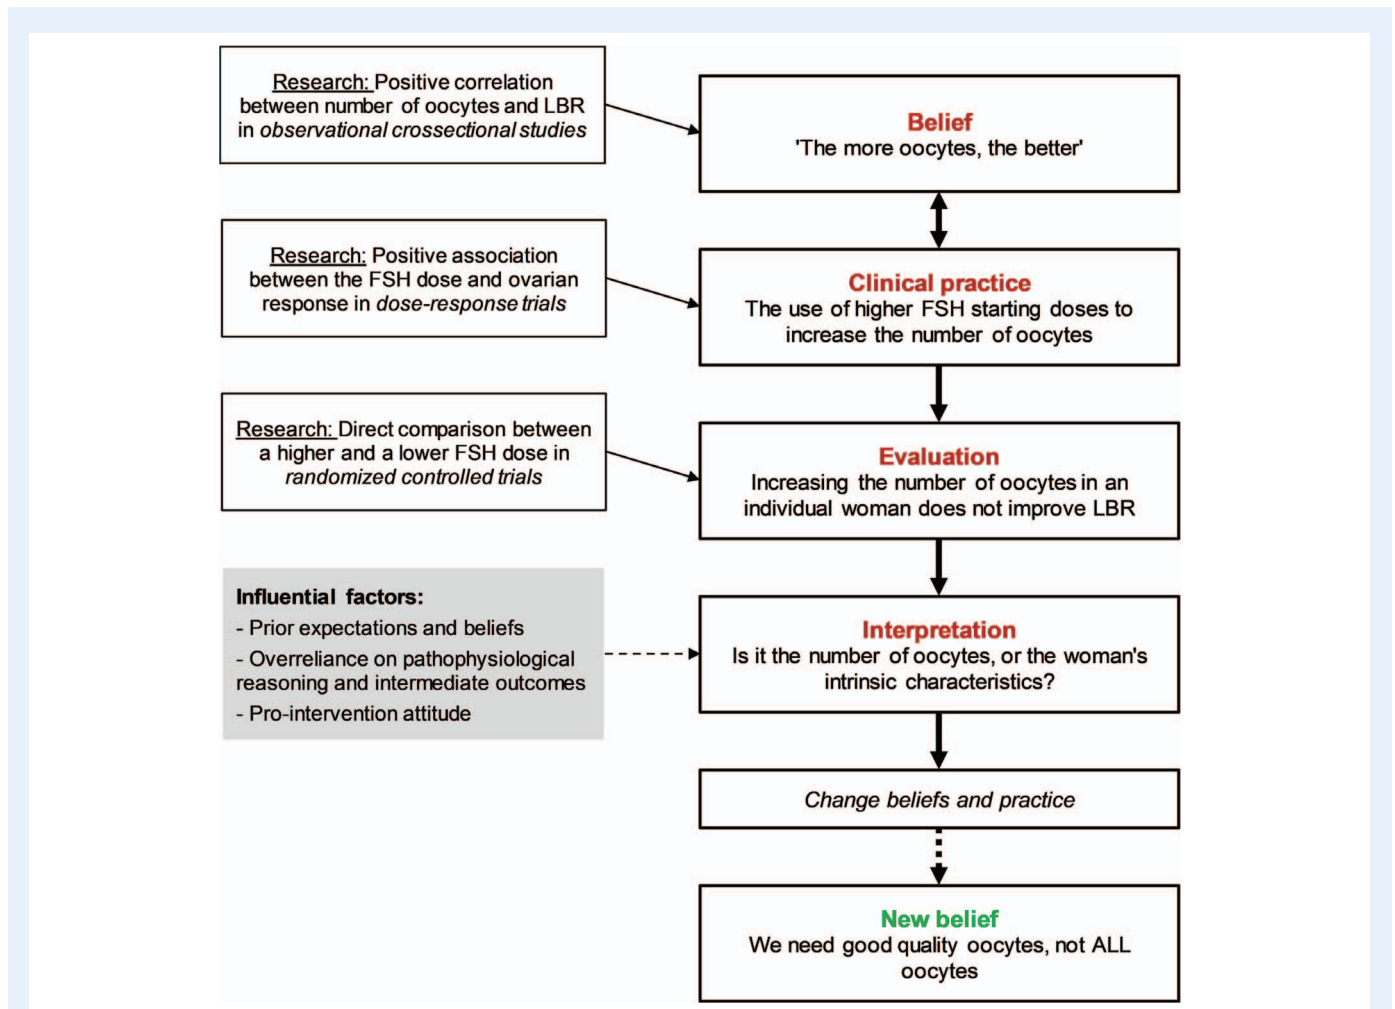 Research: Positive correlation
between number of oocytes and LBR
in observational crossectional studies
Belief
'The more oocytes, the better'
Research: Positive association
between the FSH dose and ovarian
response in dose-response trials
Clinical practice
The use of higher FSH starting doses to
increase the number of oocytes
Research: Direct comparison between
a higher and a lower FSH dose in
randomized controlled trials
Evaluation
Increasing the number of oocytes in an
individual woman does not improve LBR
Influential factors:
- Prior expectations and beliefs
- Overreliance on pathophysiological
reasoning and intermediate outcomes
- Pro-intervention attitude
Interpretation
Is it the number of oocytes, or the woman's
intrinsic characteristics?
Change beliefs and practice
New belief
We need good quality oocytes, not ALL
oocytes